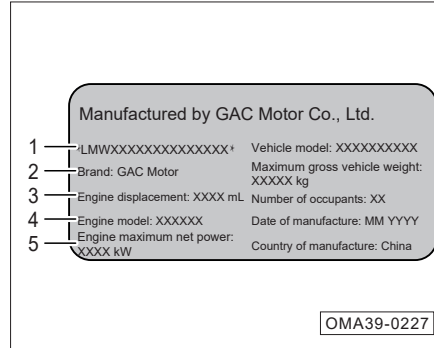 Manufactured by GAC Motor Co., Ltd.
1
*LMWXXXXXXXXXXXXXX*
Vehicle model: XXXXXXXXXX
2
Brand: GAC Motor
Maximum gross vehicle weight:
XXXXX kg
3
Engine displacement: XXXX mL
Number of occupants: XX
4
Engine model: XXXXXX
Date of manufacture: MM YYYY
5
Engine maximum net power:
XXXX kW
Country of manufacture: China
OMA39-0227